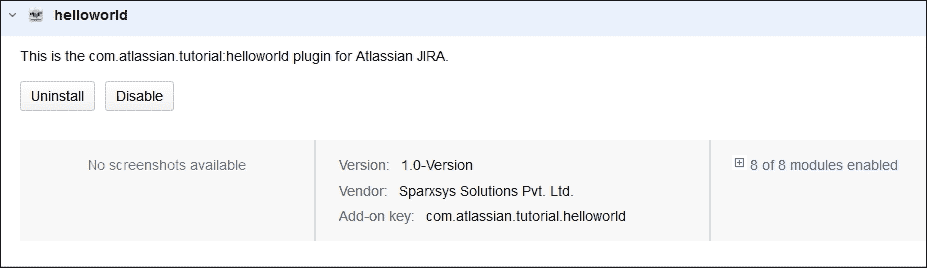 helloworld
This is the com.atlassian.tutorial:helloworld plugin for Atlassian JIRA.
Uninstall Disable
No screenshots available
Version: 1.0-Version
Vendor: Sparxsys Solutions Pvt. Ltd.
Add-on key: com.atlassian.tutorial.helloworld
8 of 8 modules enabled